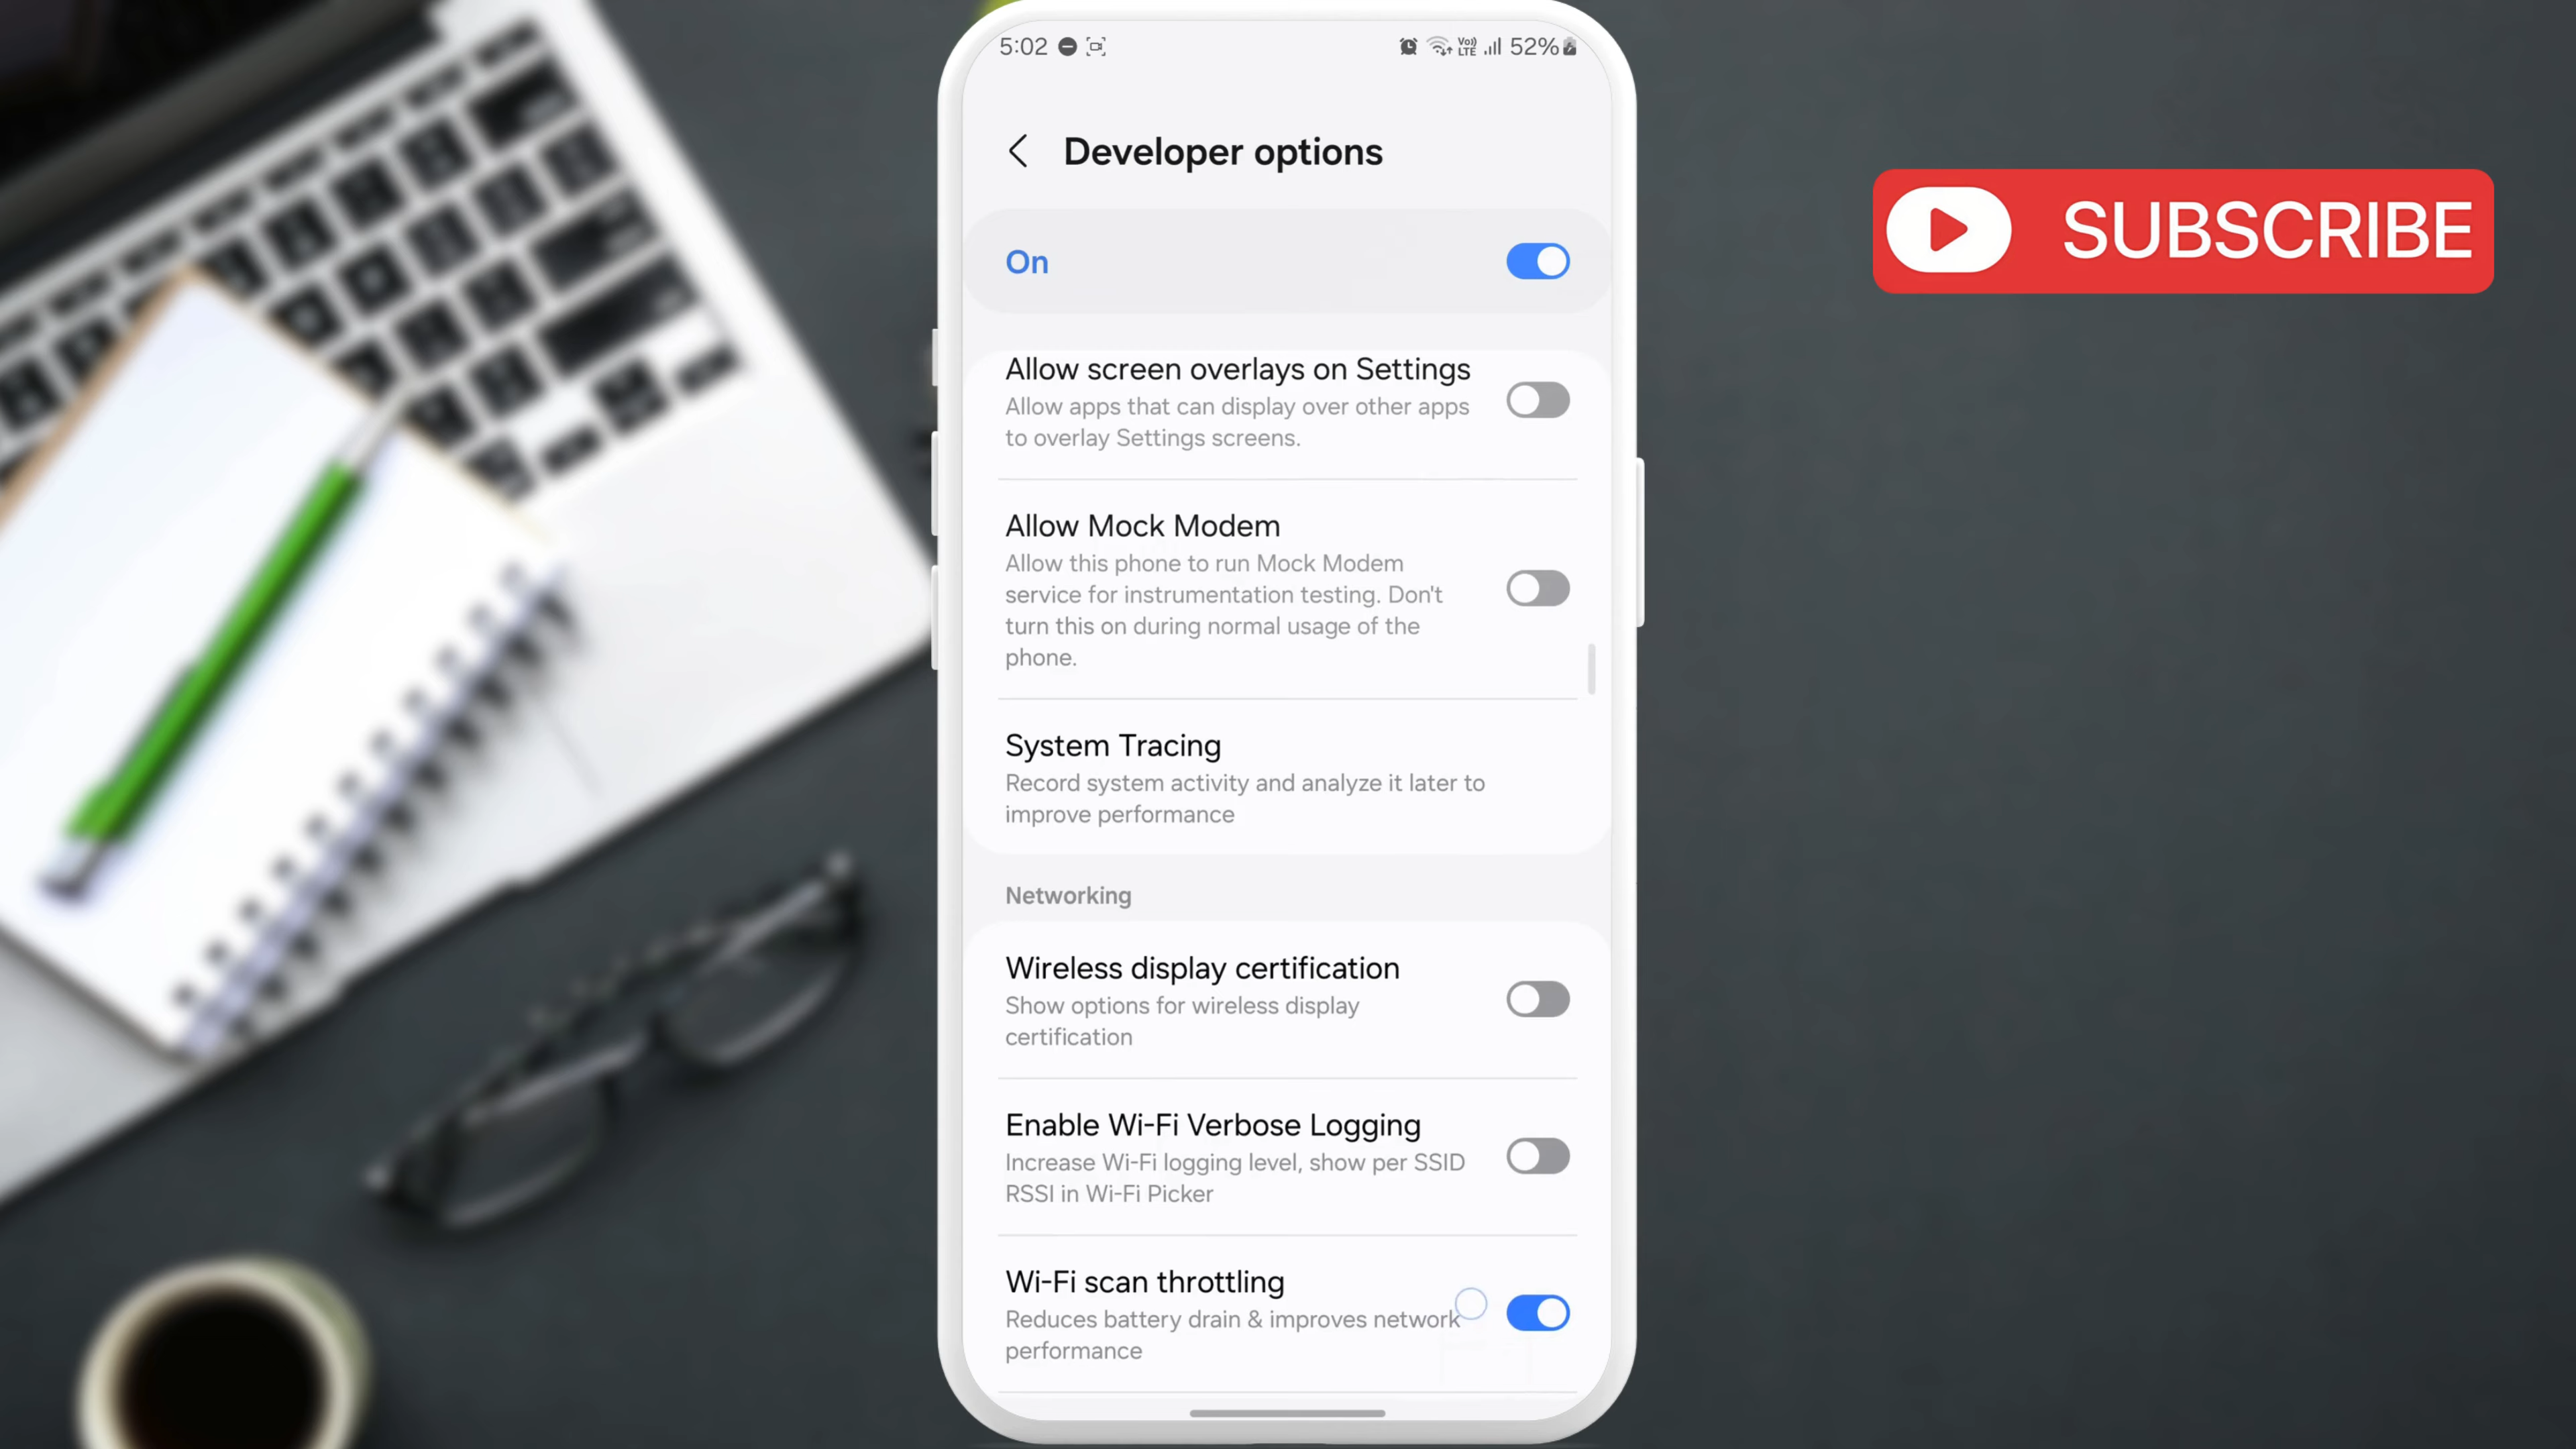 5:02
Vo)) LTE 52%
Developer options
On
Allow screen overlays on Settings
Allow apps that can display over other apps
to overlay Settings screens.
Allow Mock Modem
Allow this phone to run Mock Modem
service for instrumentation testing. Don't
turn this on during normal usage of the
phone.
System Tracing
Record system activity and analyze it later to
improve performance
Networking
Wireless display certification
Show options for wireless display
certification
Enable Wi-Fi Verbose Logging
Increase Wi-Fi logging level, show per SSID
RSSI in Wi-Fi Picker
Wi-Fi scan throttling
Reduces battery drain & improves network
performance
SUBSCRIBE